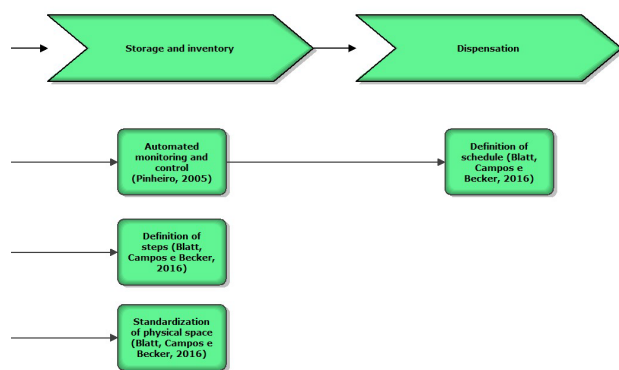 Storage and inventory
Dispensation
Automated
monitoring and
control
(Pinheiro, 2005)
Definition of
schedule (Blatt,
Campos e
Becker, 2016)
Definition of
steps (Blatt,
Campos e Becker,
2016)
Standardization
of physical space
(Blatt, Campos e
Becker, 2016)